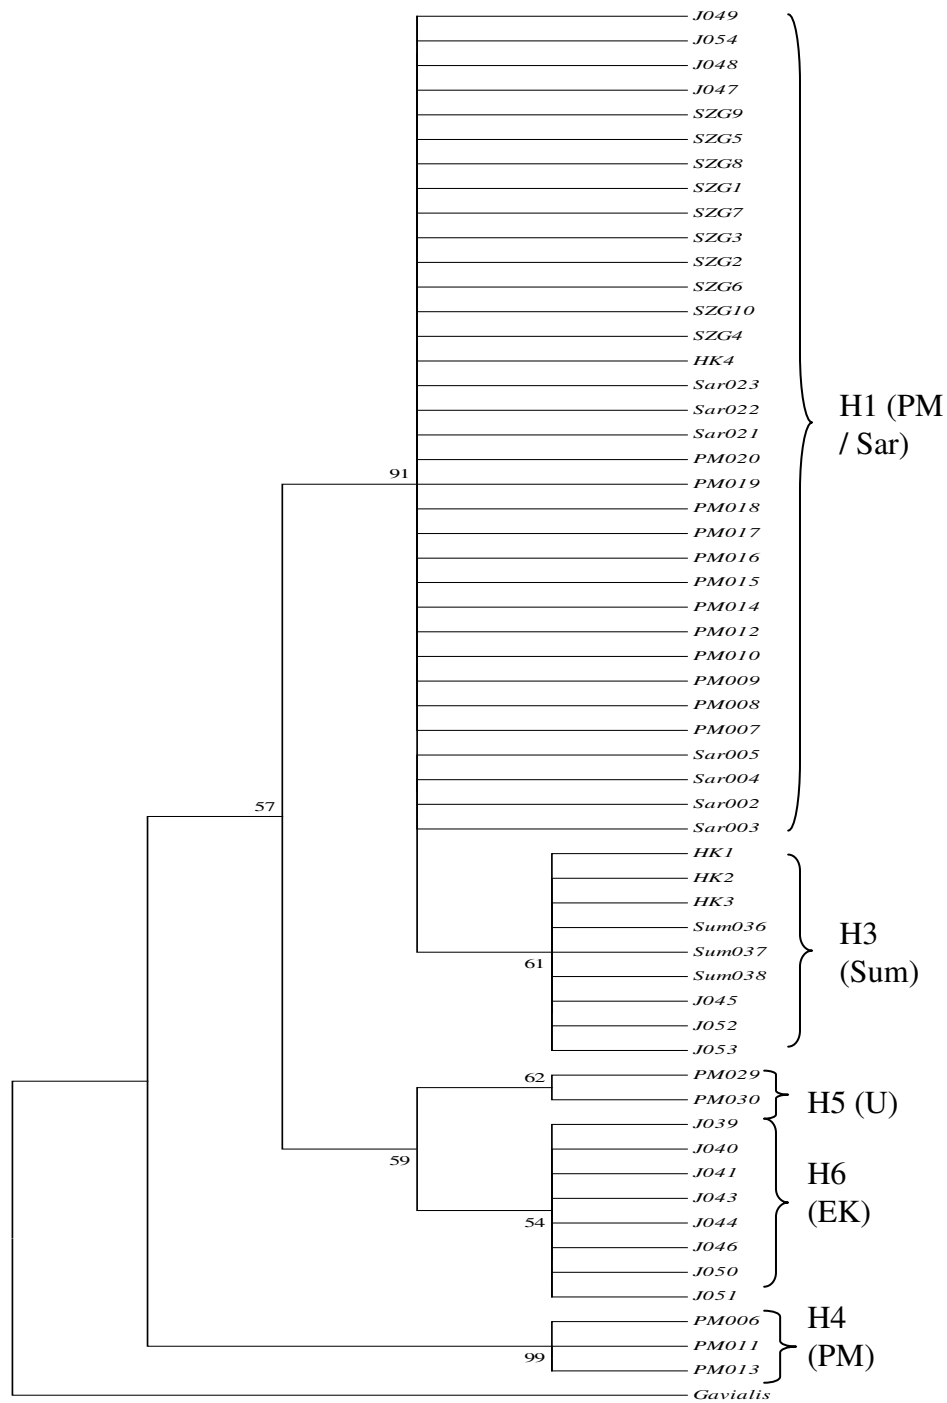 J049
J054
J048
J047
SZG9
SZG5
SZG8
SZG1
SZG7
SZG3
SZG2
SZG6
SZG10
SZG4
HK4
Sar023
Sar022
Sar021
PM020
PM019
PM018
PM017
PM016
PM015
PM014
PM012
PM010
PM009
PM008
PM007
Sar005
Sar004
Sar002
Sar003
H1 (PM
/ Sar)
91
57
HK1
HK2
HK3
Sum036
Sum037
Sum038
J045
J052
J053
61
H3
(Sum)
PM029
PM030
62
H5 (U)
59
J039
J040
J041
J043
J044
J046
J050
J051
54
H6
(EK)
PM006
PM011
PM013
99
H4
(PM)
Gavialis